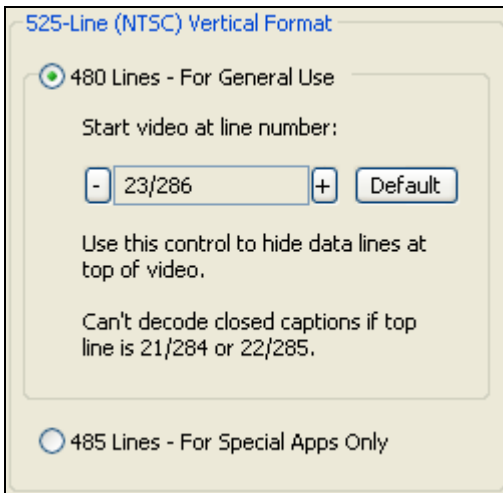 525-Line (NTSC) Vertical Format
480 Lines - For General Use
Start video at line number:
- 23/286 + Default
Use this control to hide data lines at
top of video.
Can't decode closed captions if top
line is 21/284 or 22/285.
485 Lines - For Special Apps Only